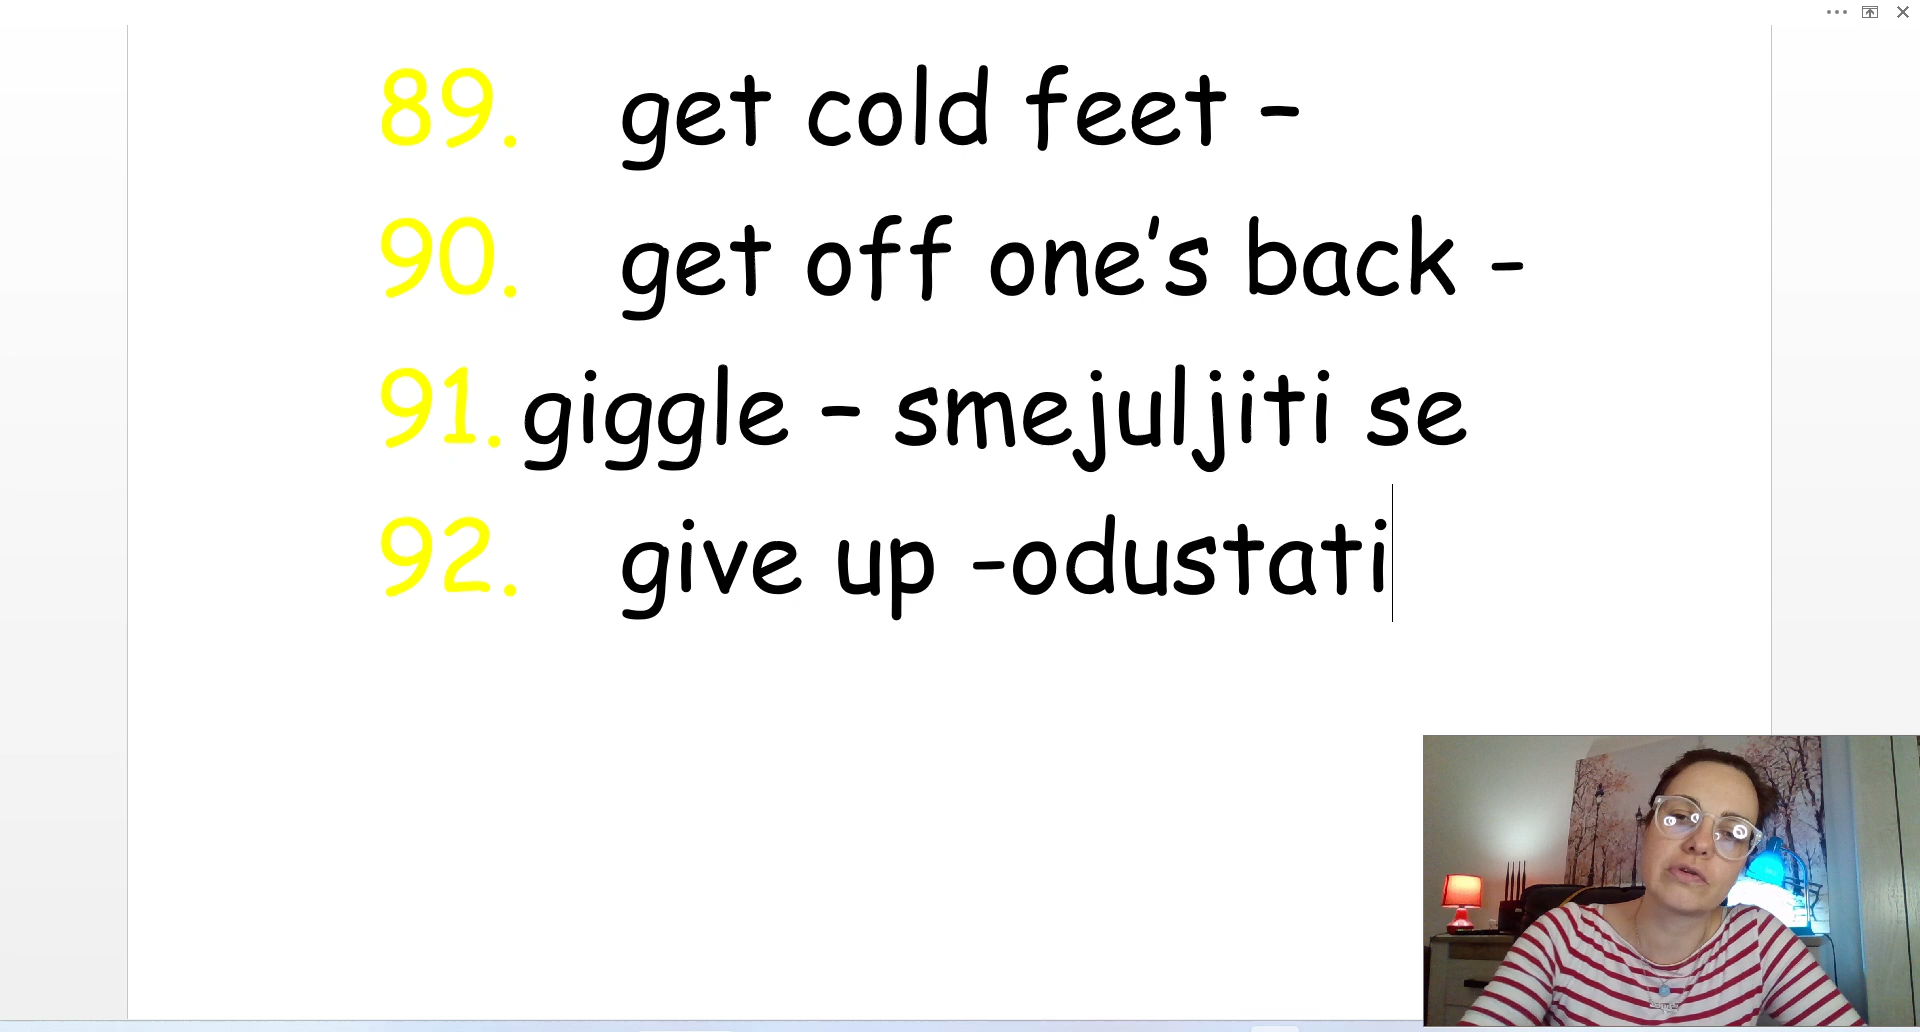 89. get cold feet –
90. get off one's back -
91. giggle – smejuljiti se
92. give up -odustati